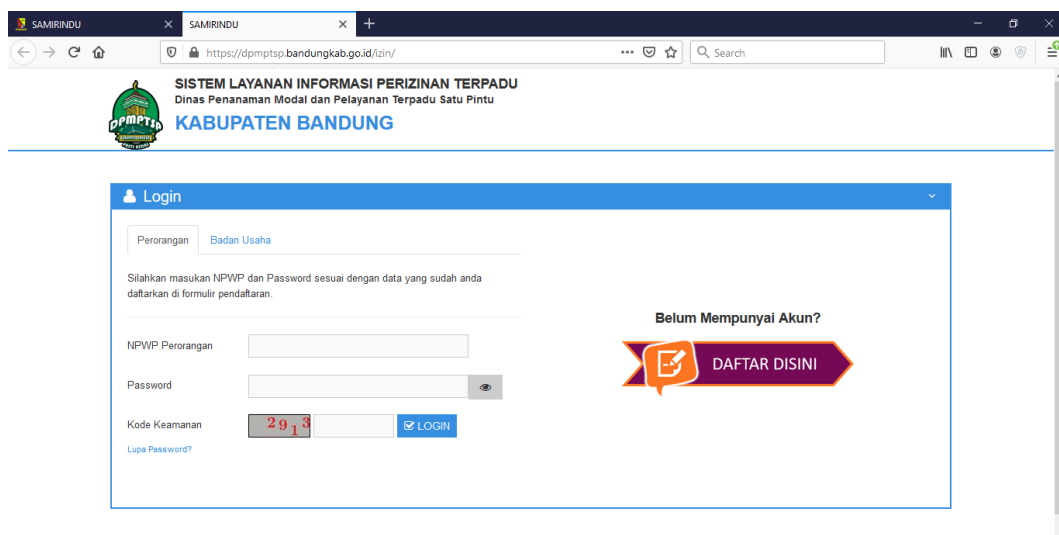 SAMIRINDU
SAMIRINDU
https://dpmptsp.bandungkab.go.id/izin/
Search
SISTEM LAYANAN INFORMASI PERIZINAN TERPADU
Dinas Penanaman Modal dan Pelayanan Terpadu Satu Pintu
KABUPATEN BANDUNG
DPMPTSP
Login
Perorangan Badan Usaha
Silahkan masukan NPWP dan Password sesuai dengan data yang sudah anda
daftarkan di formulir pendaftaran.
NPWP Perorangan
Password
Kode Keamanan
2913
LOGIN
Lupa Password?
Belum Mempunyai Akun?
DAFTAR DISINI